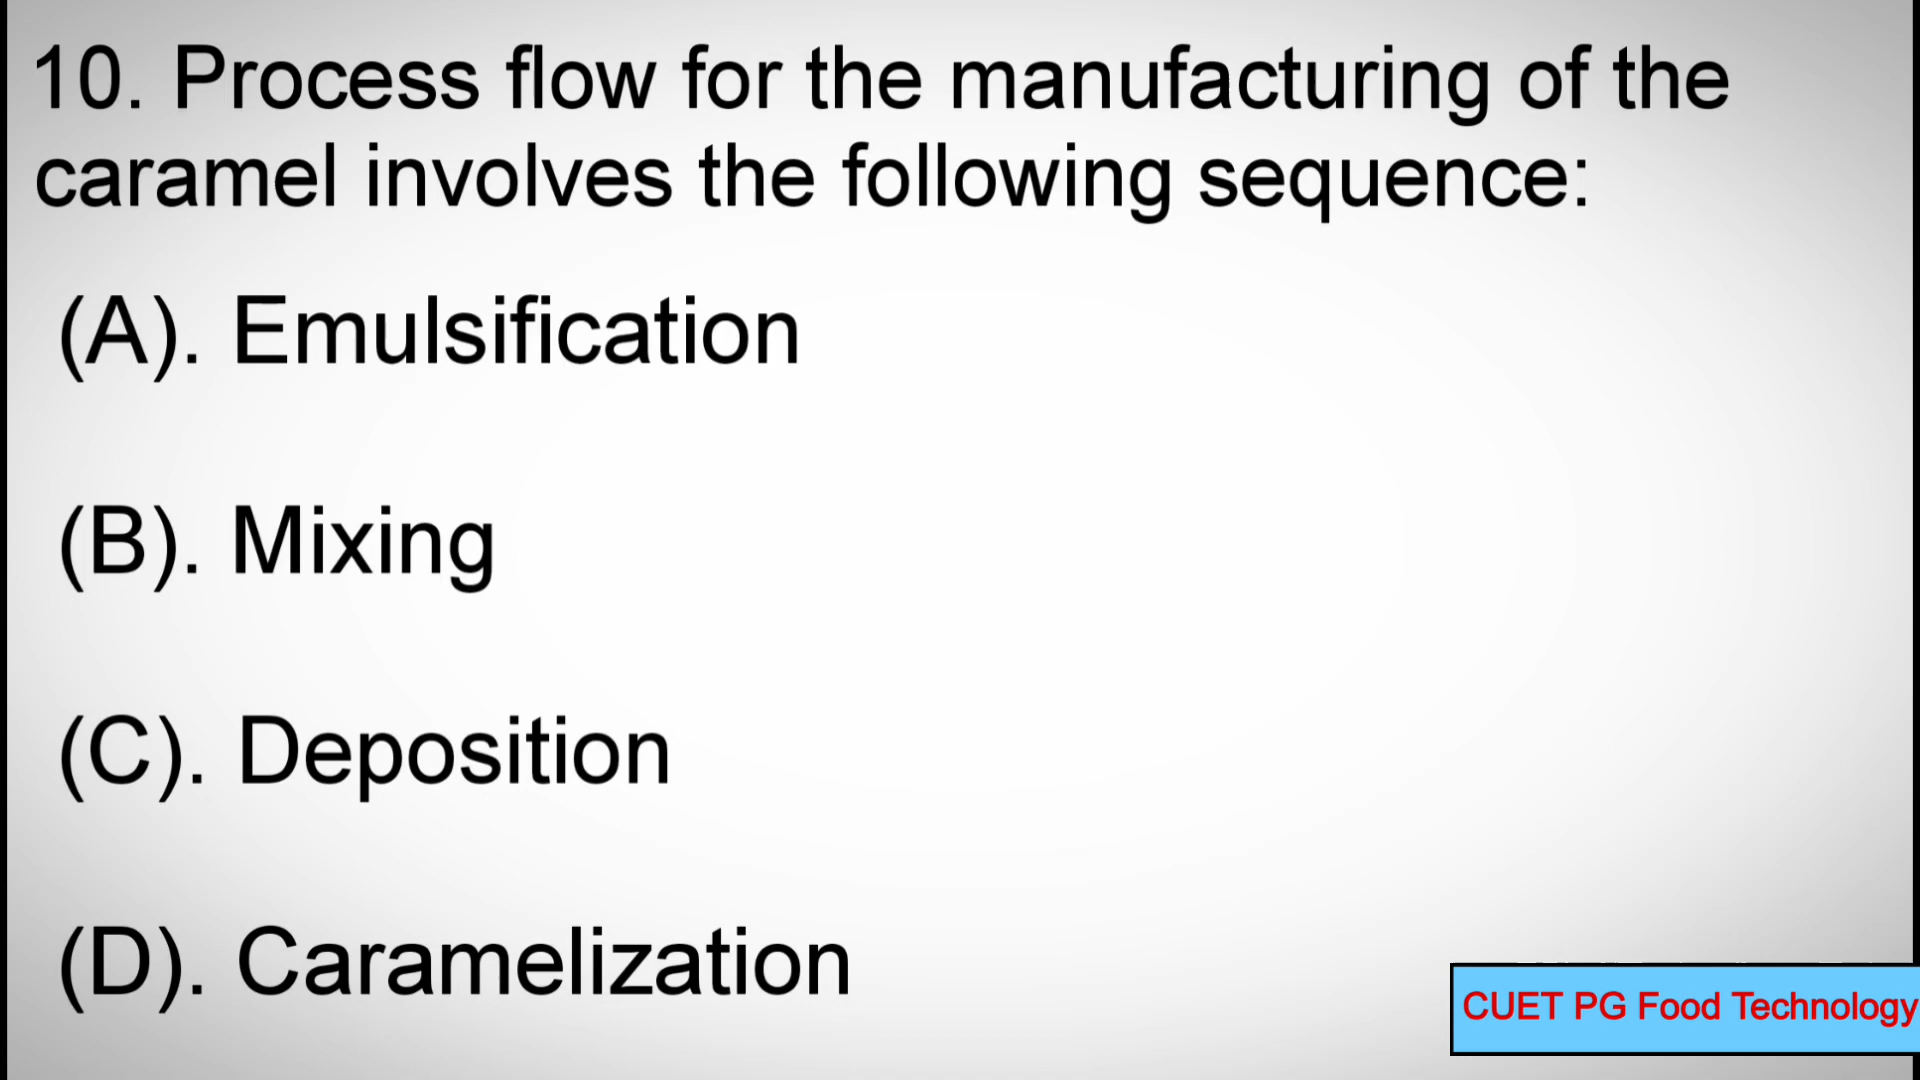 10. Process flow for the manufacturing of the
caramel involves the following sequence:
(A). Emulsification
(B). Mixing
(C). Deposition
(D). Caramelization
CUET PG Food Technology